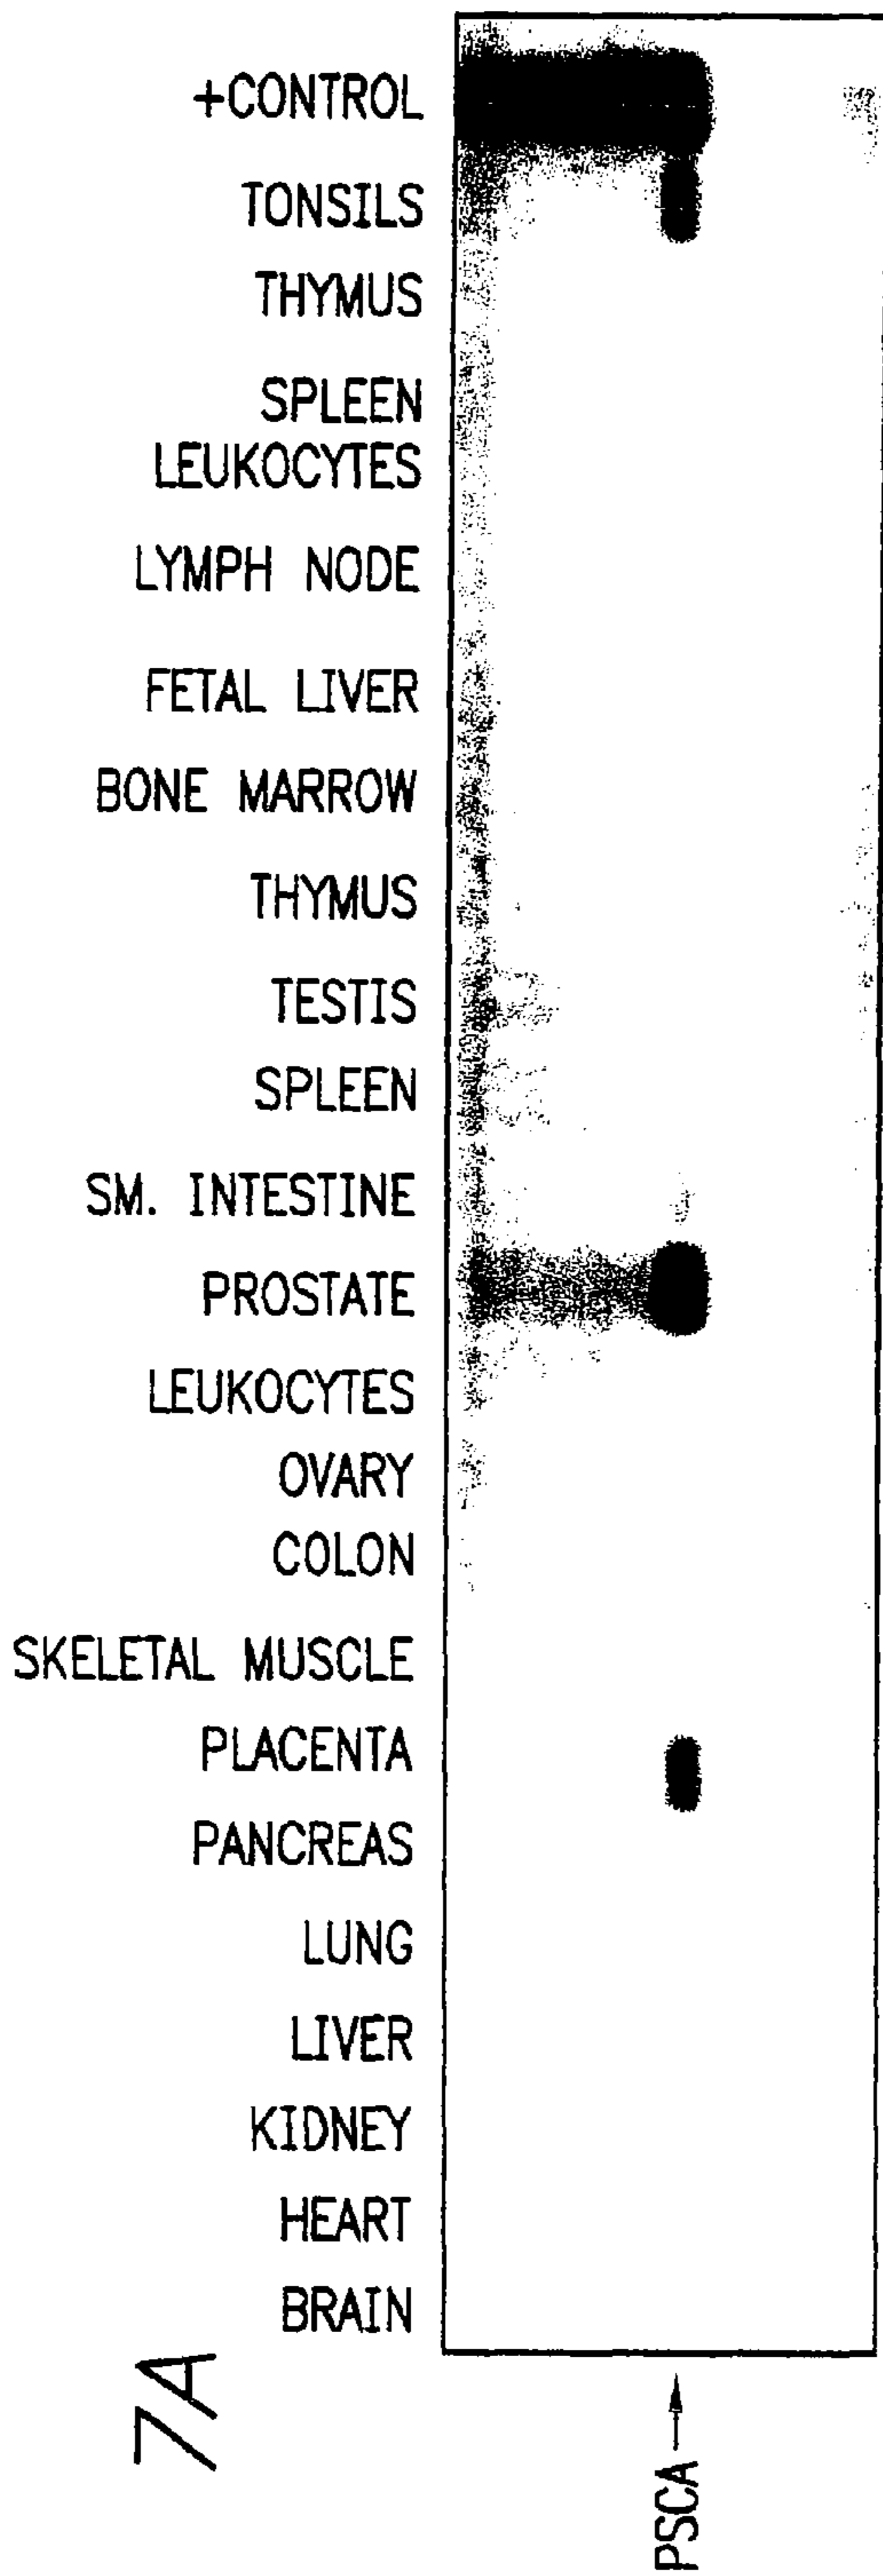 +CONTROL
TONSILS
THYMUS
SPLEEN
LEUKOCYTES
LYMPH NODE
FETAL LIVER
BONE MARROW
THYMUS
TESTIS
SPLEEN
SM. INTESTINE
PROSTATE
LEUKOCYTES
OVARY
COLON
SKELETAL MUSCLE
PLACENTA
PANCREAS
LUNG
LIVER
KIDNEY
HEART
BRAIN
7A
PSCA